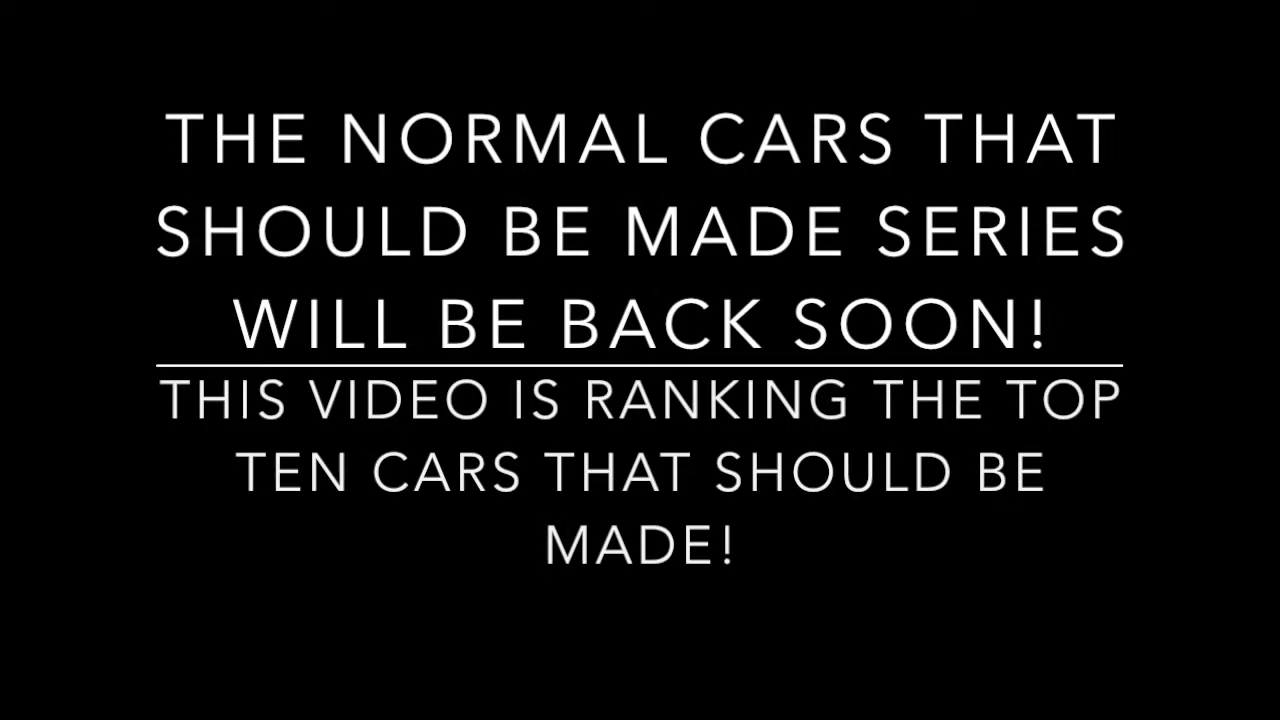 THE NORMAL CARS THAT
SHOULD BE MADE SERIES
WILL BE BACK SOON!
THIS VIDEO IS RANKING THE TOP
TEN CARS THAT SHOULD BE
MADE!